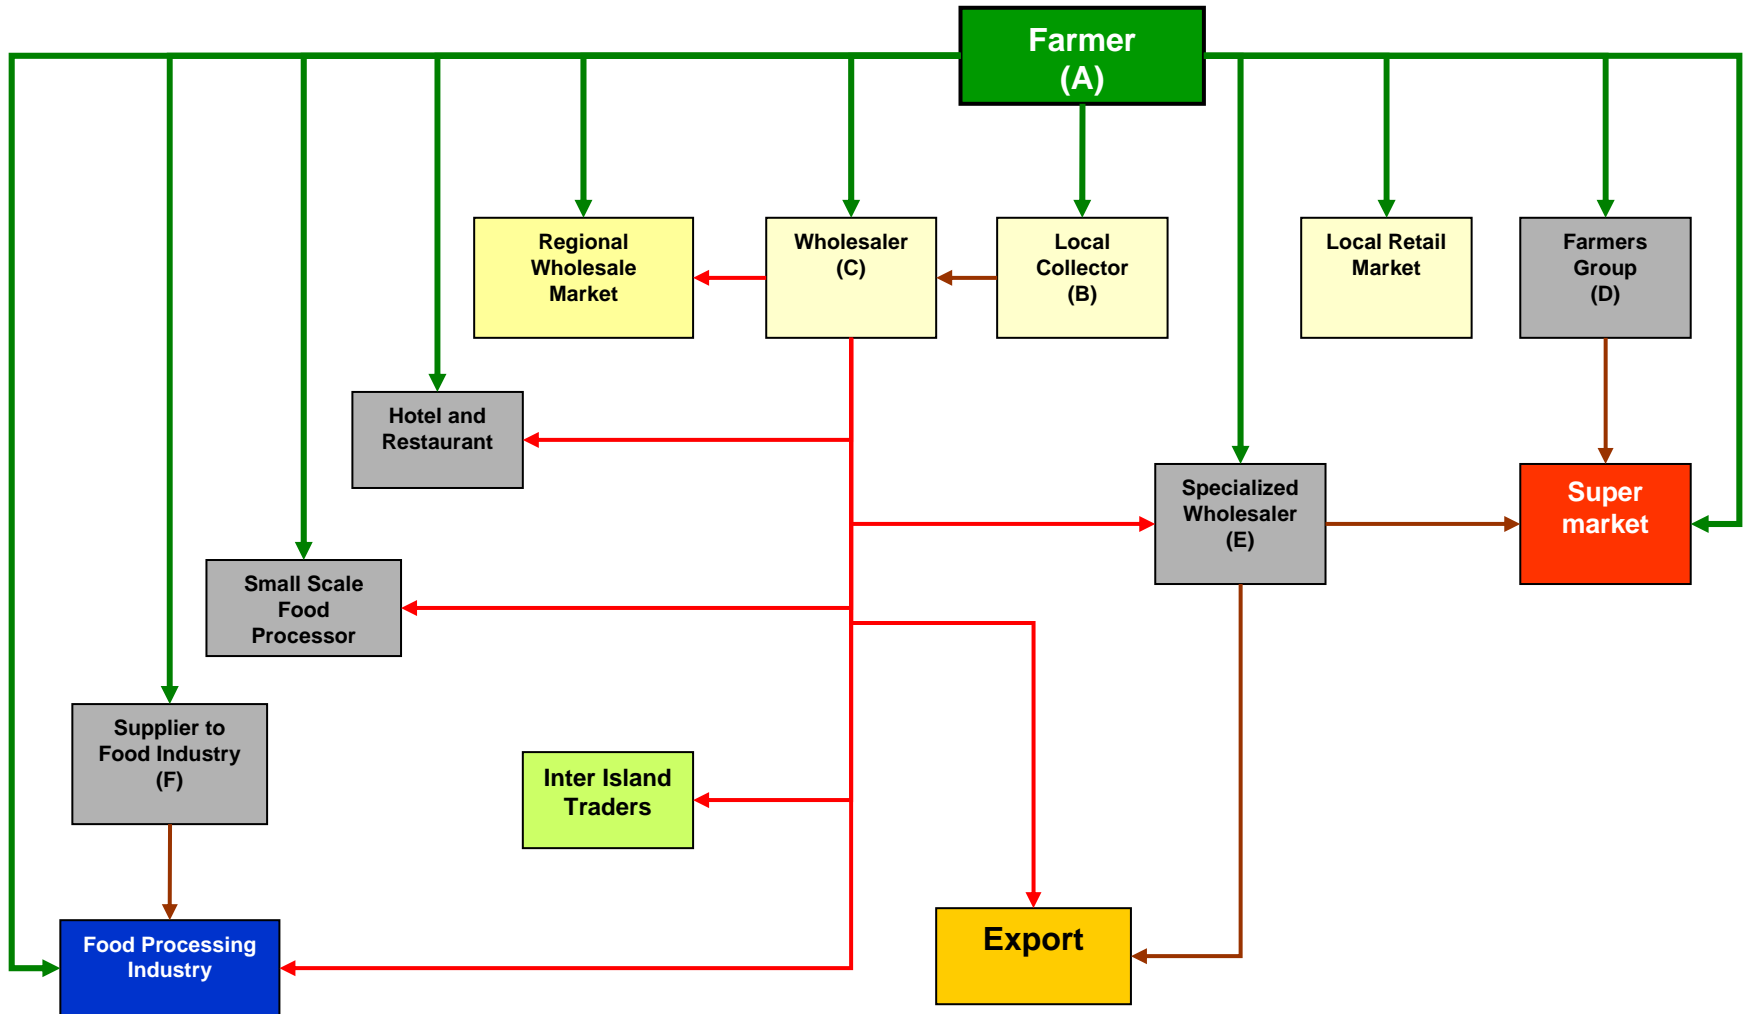 Farmer
(A)
Regional
Wholesale
Market
Wholesaler
(C)
Local
Collector
(B)
Local Retail
Market
Farmers
Group
(D)
Hotel and
Restaurant
Specialized
Wholesaler
(E)
Super
market
Small Scale
Food
Processor
Supplier to
Food Industry
(F)
Inter Island
Traders
Food Processing
Industry
Export